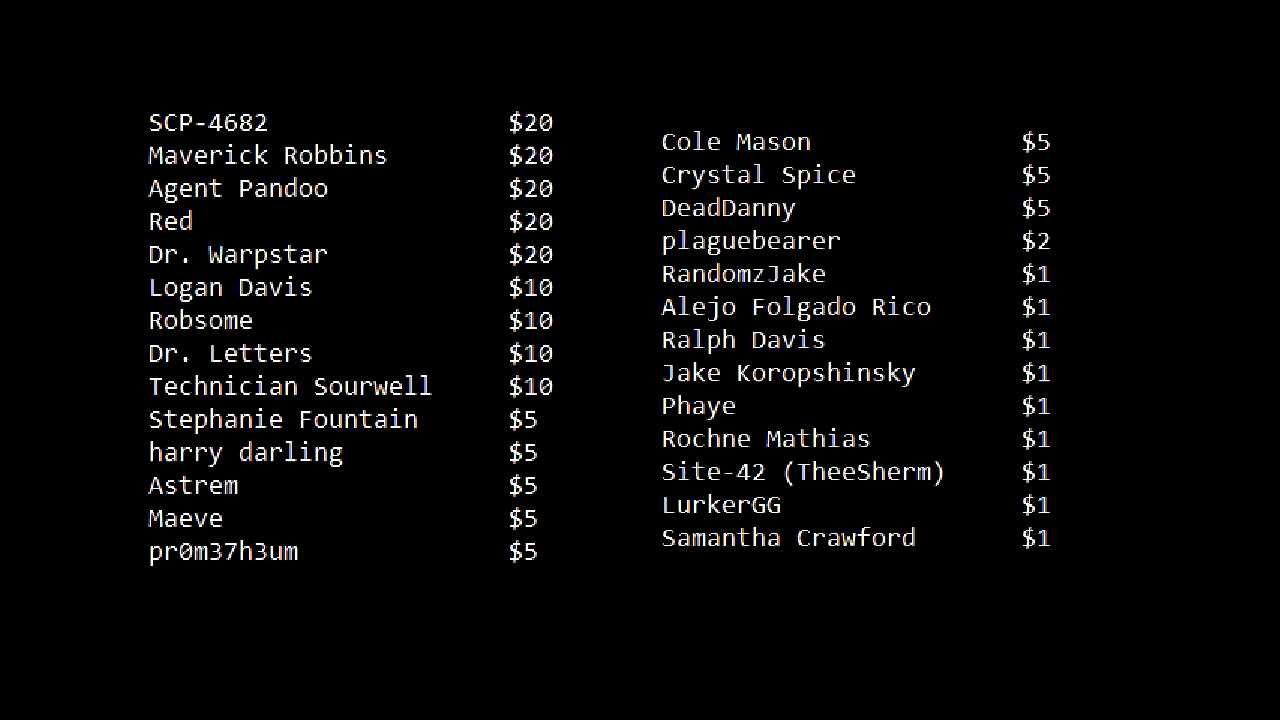 SCP-4682 $20
Maverick Robbins $20
Agent Pandoo $20
Red $20
Dr. Warpstar $20
Logan Davis $10
Robsome $10
Dr. Letters $10
Technician Sourwell $10
Stephanie Fountain $5
harry darling $5
Astrem $5
Maeve $5
pr0m37h3um $5
Cole Mason $5
Crystal Spice $5
DeadDanny $5
plaguebearer $2
RandomzJake $1
Alejo Folgado Rico $1
Ralph Davis $1
Jake Koropshinsky $1
Phaye $1
Rochne Mathias $1
Site-42 (TheeSherm) $1
LurkerGG $1
Samantha Crawford $1